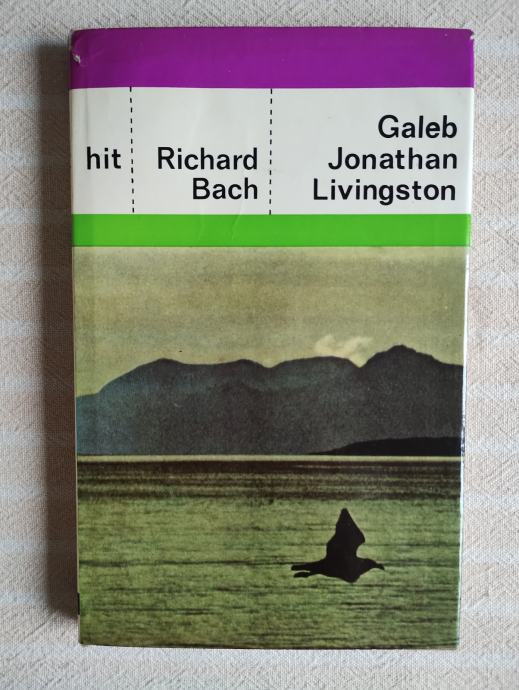 hit
Richard
Bach
Galeb
Jonathan
Livingston